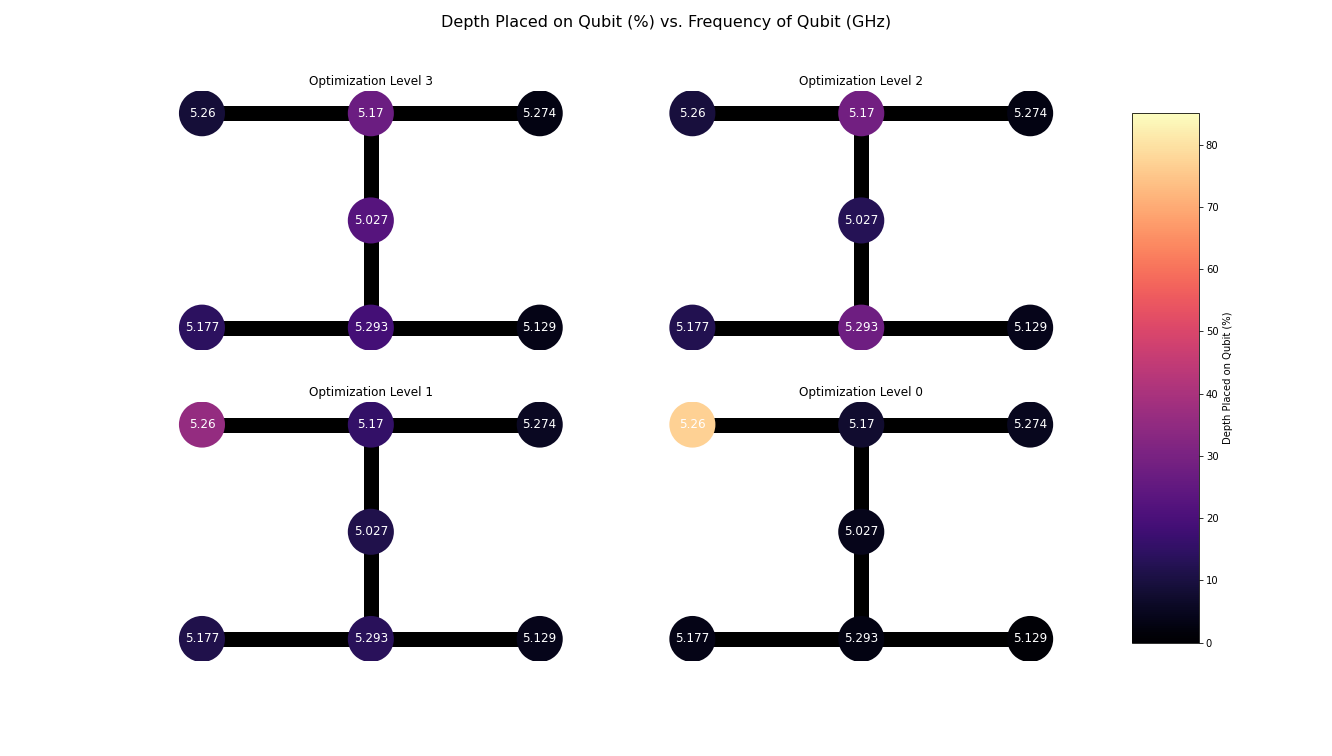 Depth Placed on Qubit (%) vs. Frequency of Qubit (GHz)
Optimization Level 3
5.26 5.17 5.274
5.027
5.177 5.293 5.129
Optimization Level 2
5.26 5.17 5.274
5.027
5.177 5.293 5.129
Optimization Level 1
5.26 5.17 5.274
5.027
5.177 5.293 5.129
Optimization Level 0
5.26 5.17 5.274
5.027
5.177 5.293 5.129
80
70
60
50
40
30
20
10
0
Depth Placed on Qubit (%)